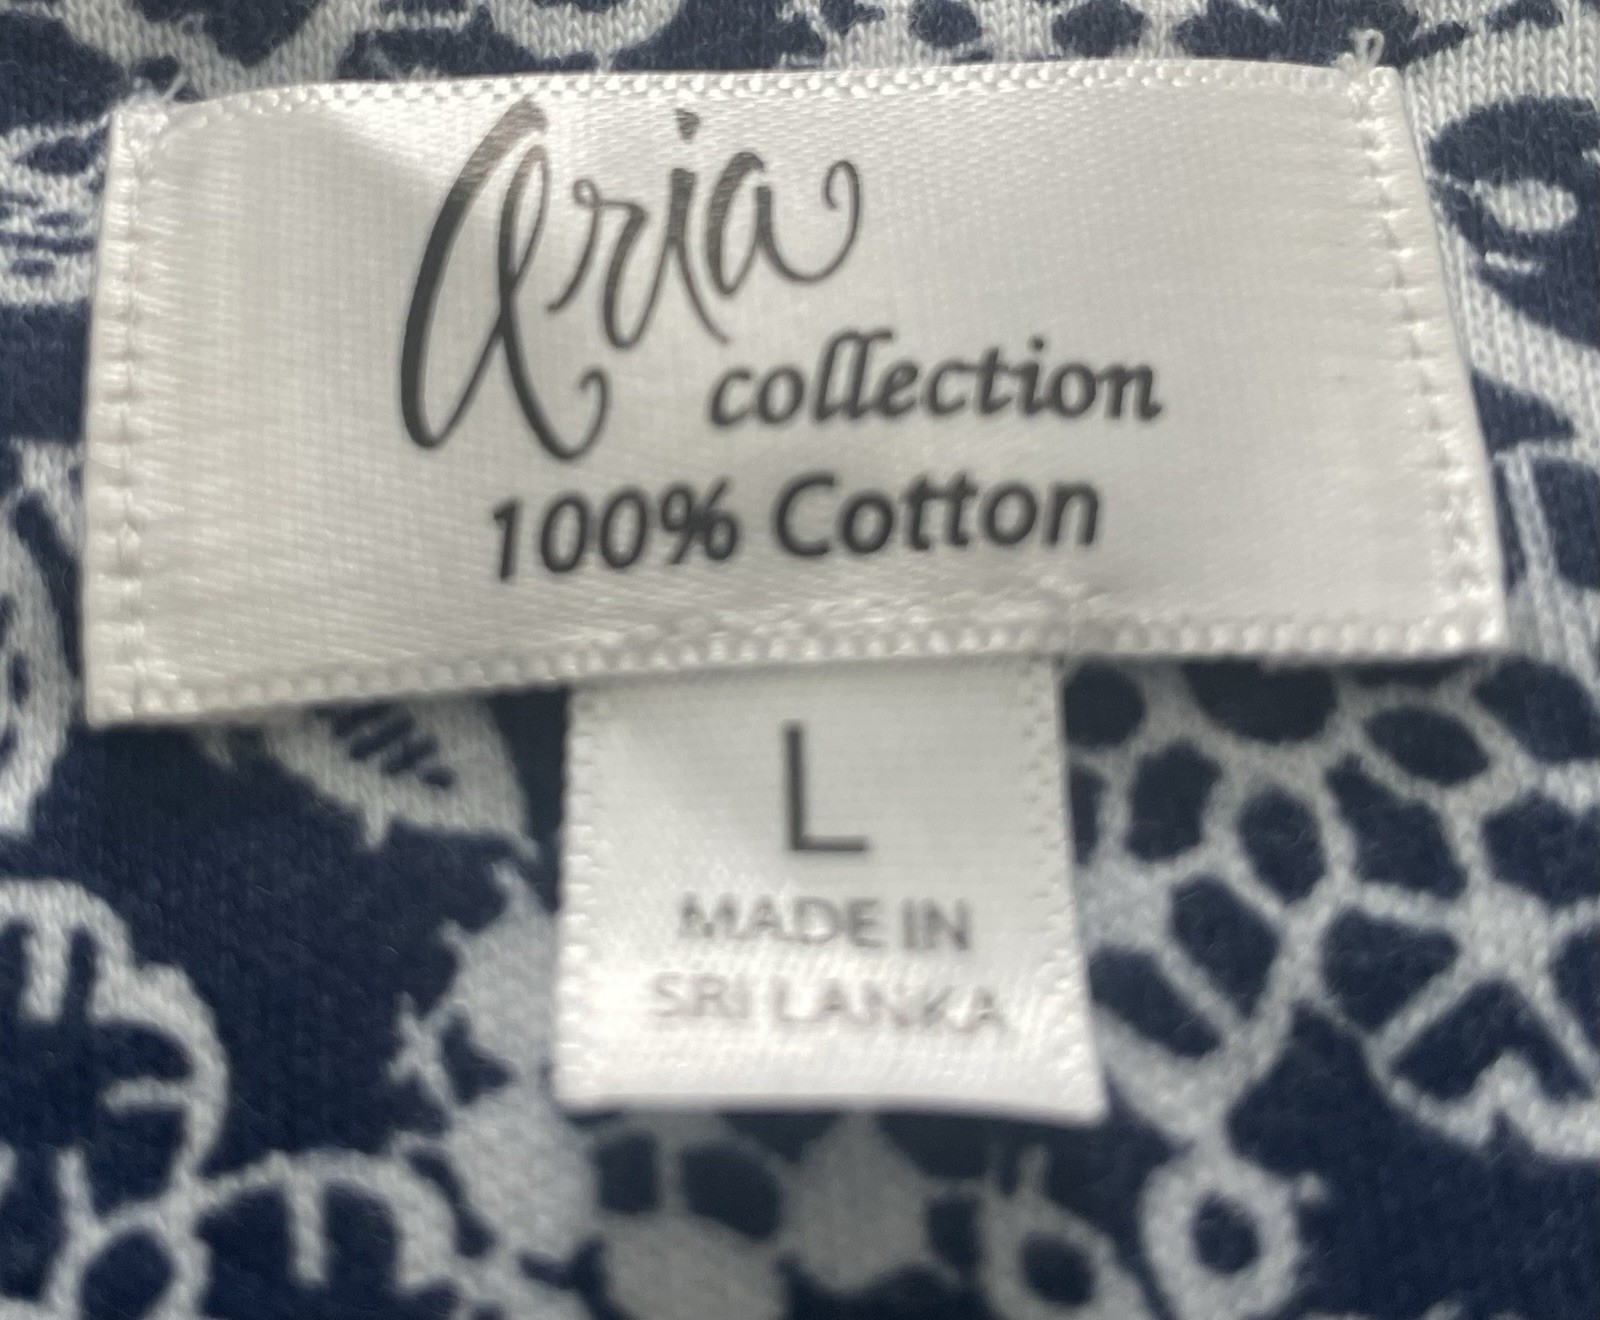 Aria
collection
100% Cotton
L
MADE IN
SRI LANKA